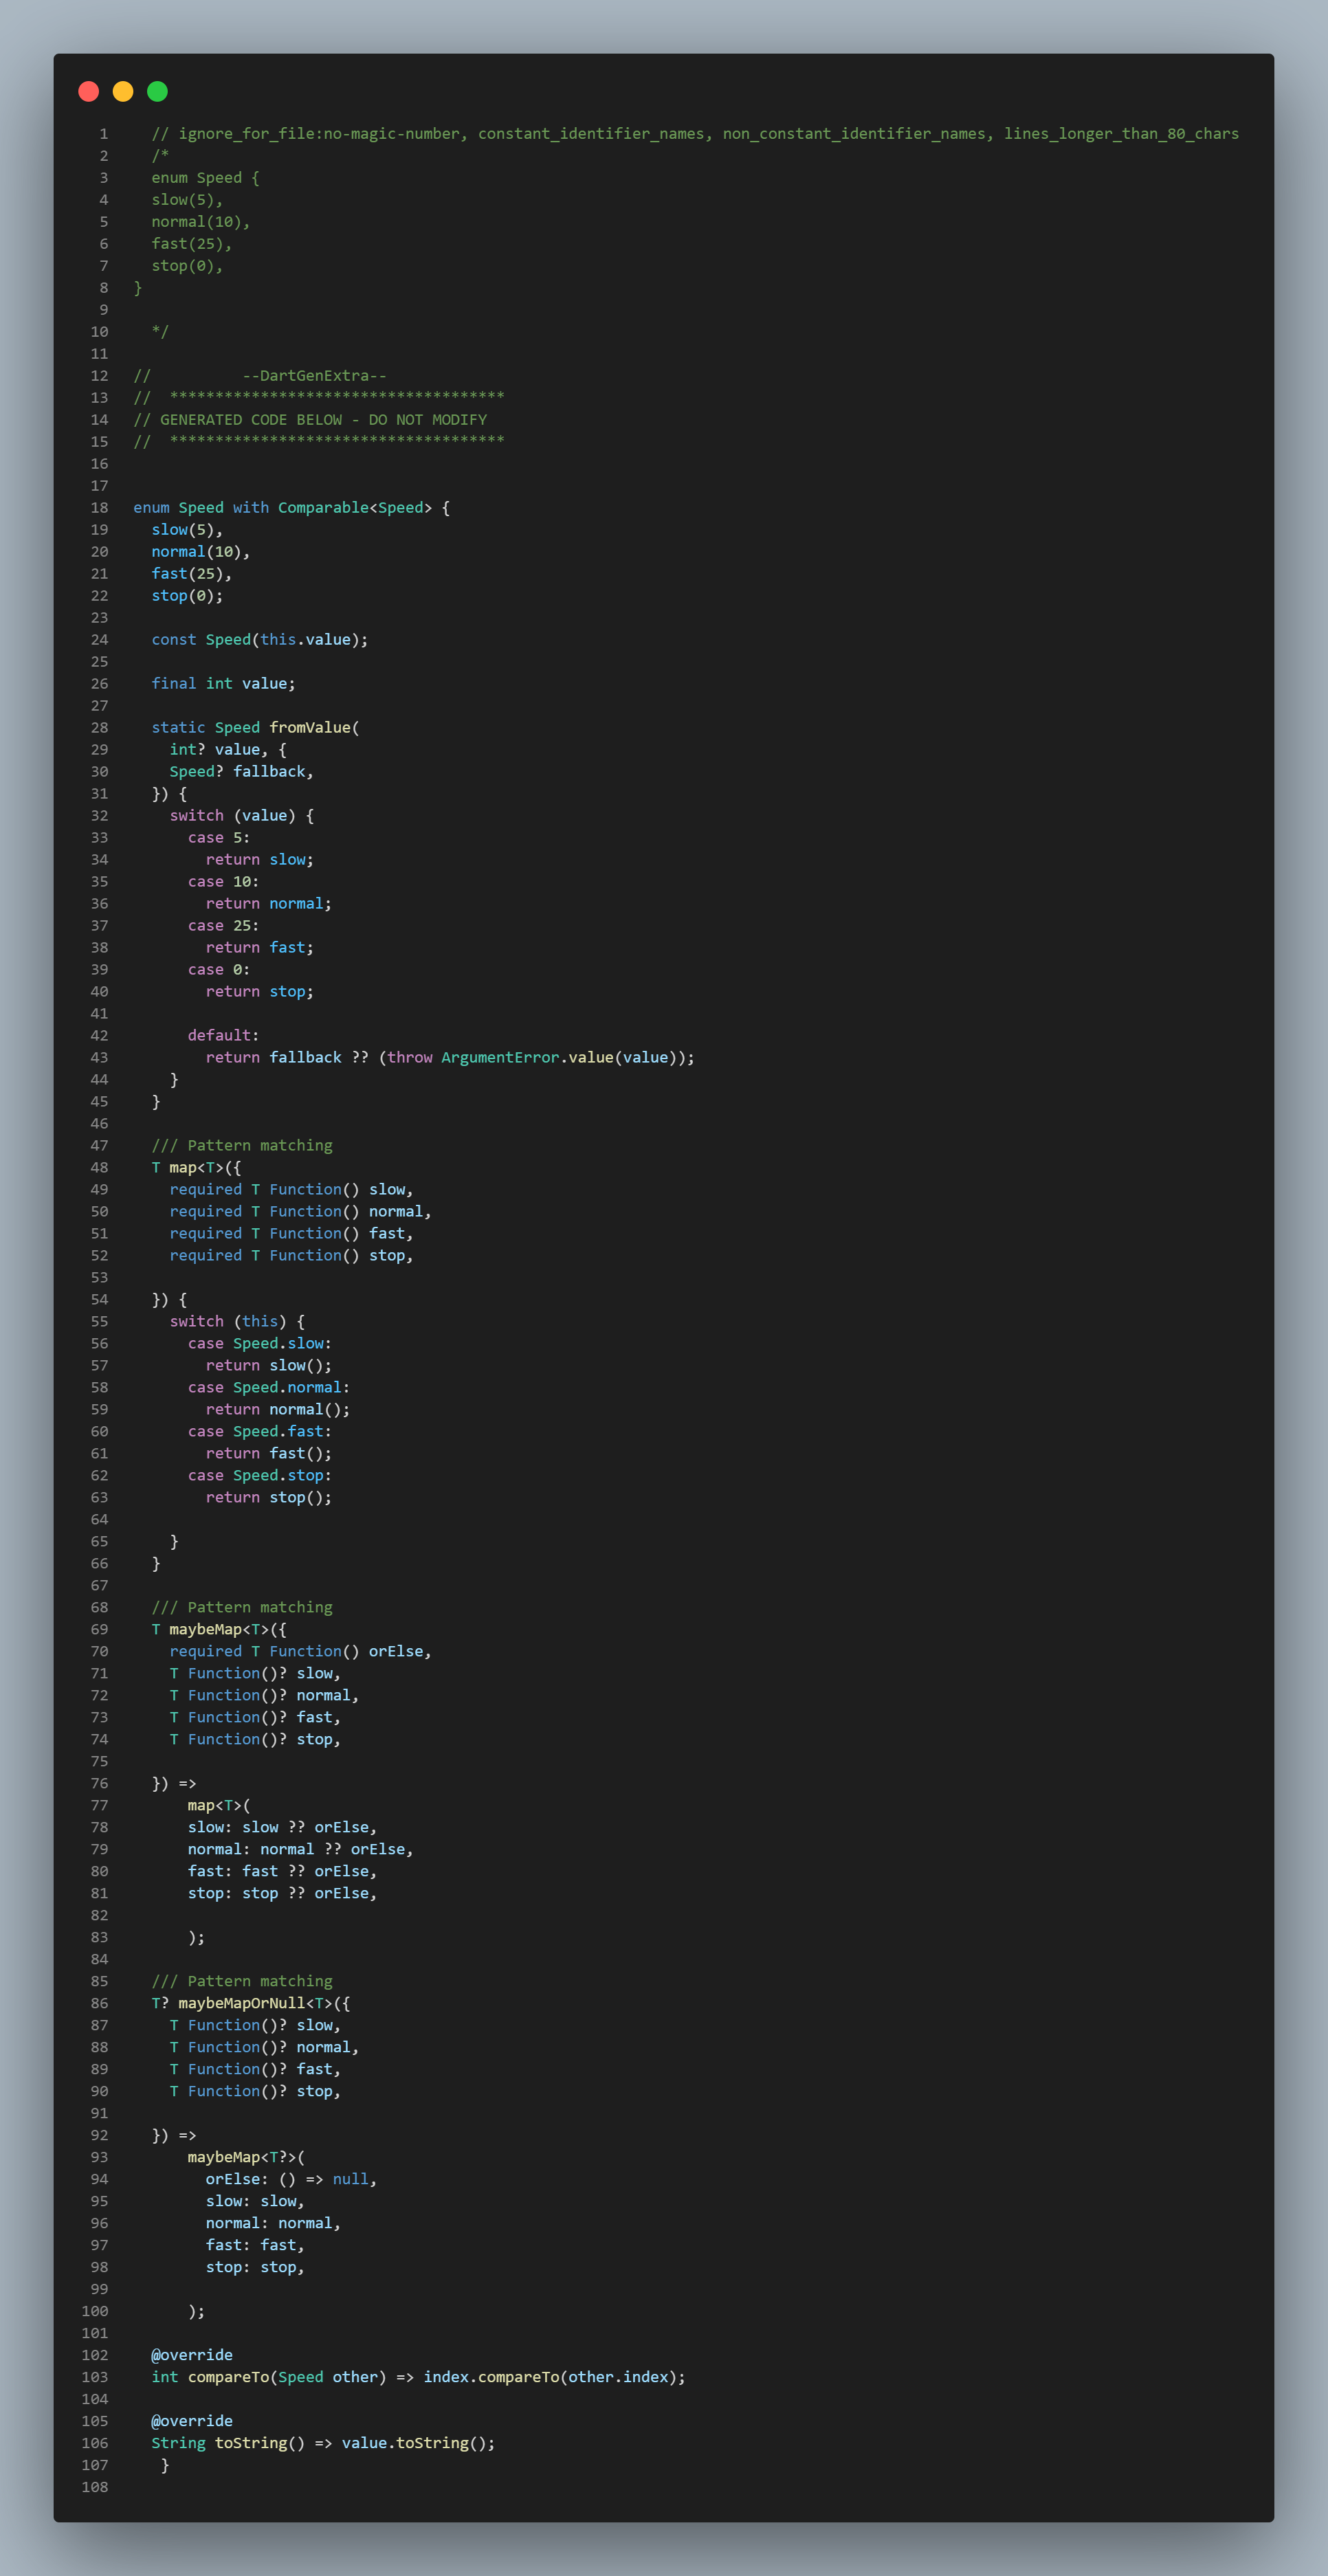 1 // ignore_for_file:no-magic-number, constant_identifier_names, non_constant_identifier_names, lines_longer_than_80_chars
2 /*
3 enum Speed {
4 slow(5),
5 normal(10),
6 fast(25),
7 stop(0),
8 }
9
10 */
11
12 // --DartGenExtra--
13 // *************************************
14 // GENERATED CODE BELOW - DO NOT MODIFY
15 // *************************************
16
17
18 enum Speed with Comparable<Speed> {
19 slow(5),
20 normal(10),
21 fast(25),
22 stop(0);
23
24 const Speed(this.value);
25
26 final int value;
27
28 static Speed fromValue(
29 int? value, {
30 Speed? fallback,
31 }) {
32 switch (value) {
33 case 5:
34 return slow;
35 case 10:
36 return normal;
37 case 25:
38 return fast;
39 case 0:
40 return stop;
41
42 default:
43 return fallback ?? (throw ArgumentError.value(value));
44 }
45 }
46
47 /// Pattern matching
48 T map<T>({
49 required T Function() slow,
50 required T Function() normal,
51 required T Function() fast,
52 required T Function() stop,
53
54 }) {
55 switch (this) {
56 case Speed.slow:
57 return slow();
58 case Speed.normal:
59 return normal();
60 case Speed.fast:
61 return fast();
62 case Speed.stop:
63 return stop();
64
65 }
66 }
67
68 /// Pattern matching
69 T maybeMap<T>({
70 required T Function() orElse,
71 T Function()? slow,
72 T Function()? normal,
73 T Function()? fast,
74 T Function()? stop,
75
76 }) =>
77 map<T>(
78 slow: slow ?? orElse,
79 normal: normal ?? orElse,
80 fast: fast ?? orElse,
81 stop: stop ?? orElse,
82
83 );
84
85 /// Pattern matching
86 T? maybeMapOrNull<T>({
87 T Function()? slow,
88 T Function()? normal,
89 T Function()? fast,
90 T Function()? stop,
91
92 }) =>
93 maybeMap<T?>(
94 orElse: () => null,
95 slow: slow,
96 normal: normal,
97 fast: fast,
98 stop: stop,
99
100 );
101
102 @override
103 int compareTo(Speed other) => index.compareTo(other.index);
104
105 @override
106 String toString() => value.toString();
107 }
108